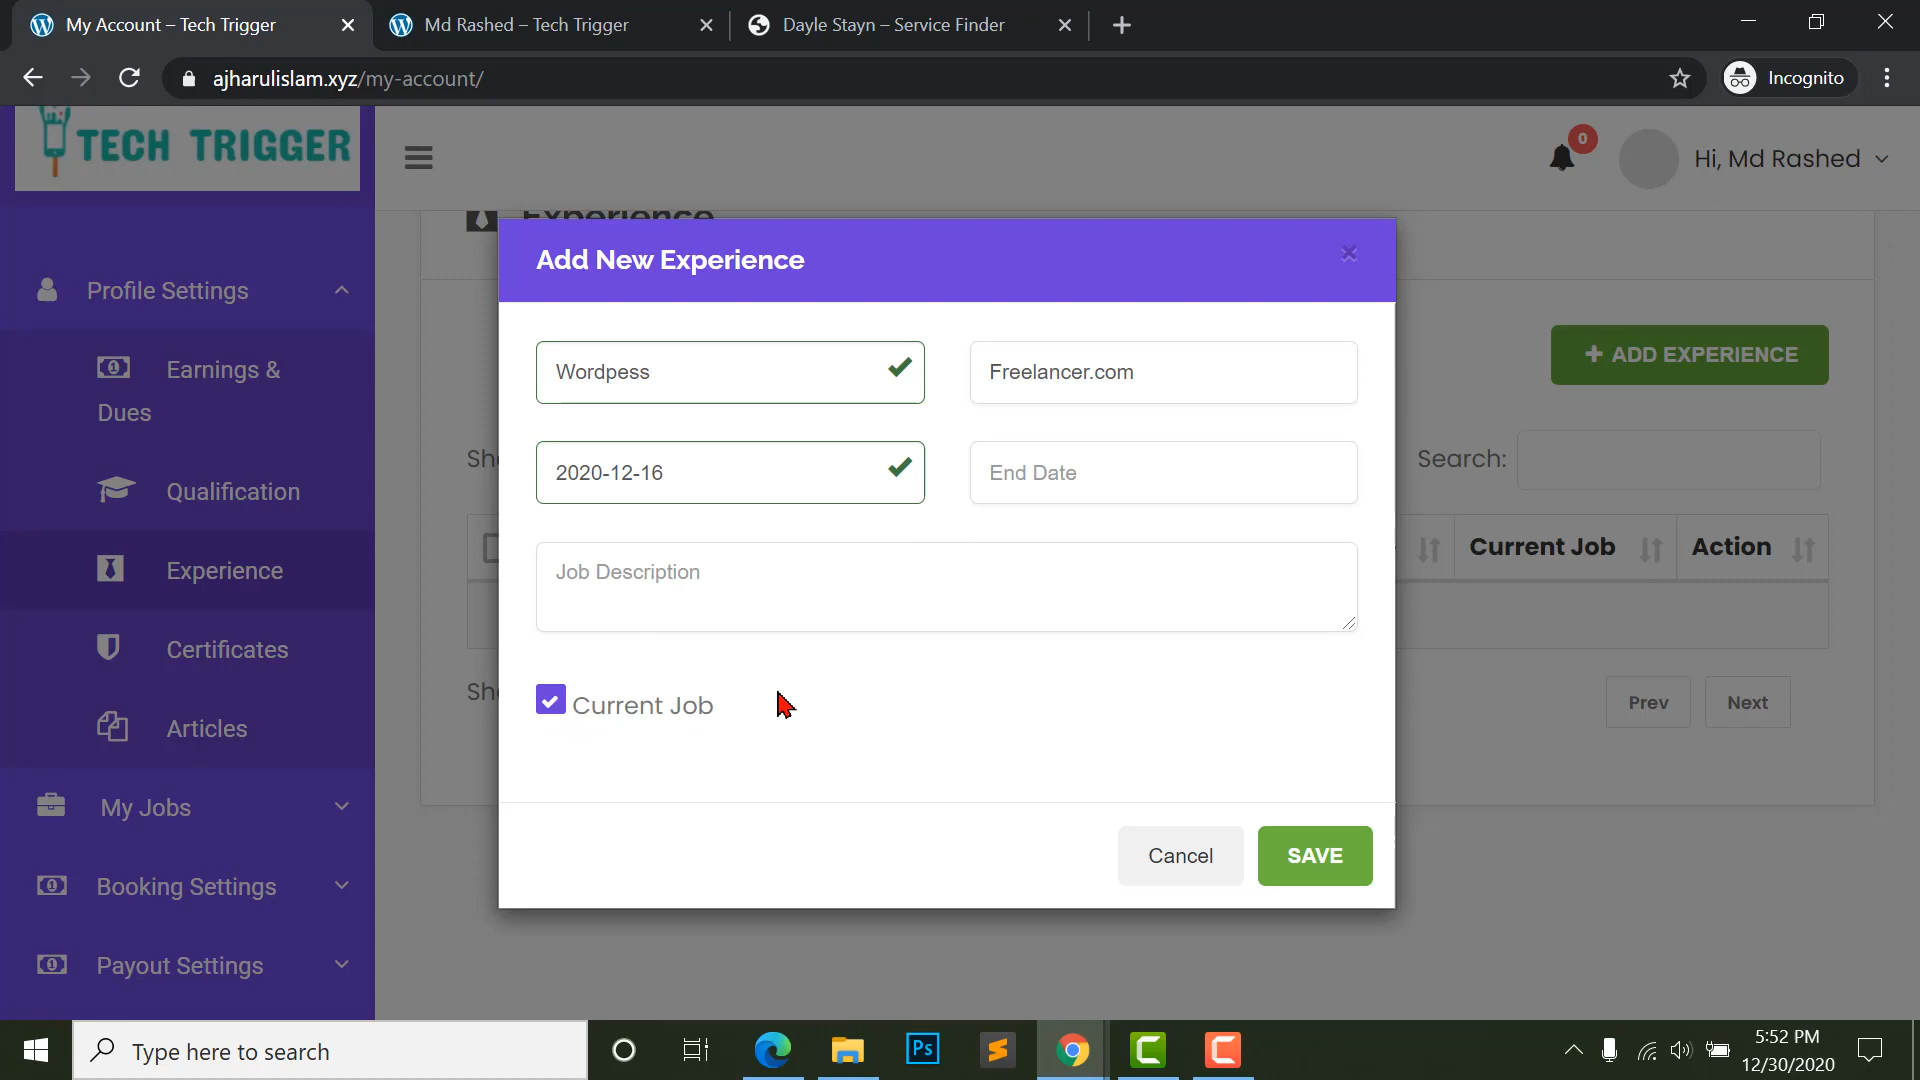 My Account – Tech Trigger
Md Rashed – Tech Trigger
Dayle Stayn – Service Finder
ajharulislam.xyz/my-account/
Incognito
TECH TRIGGER
0
Hi, Md Rashed
Experience
Add New Experience
×
Profile Settings
Earnings &
Dues
Qualification
Experience
Certificates
Articles
My Jobs
Booking Settings
Payout Settings
Wordpess
Freelancer.com
ADD EXPERIENCE
2020-12-16
End Date
Search:
Job Description
Current Job
Action
Current Job
Prev
Next
Cancel
SAVE
Type here to search
Ps
5:52 PM
12/30/2020